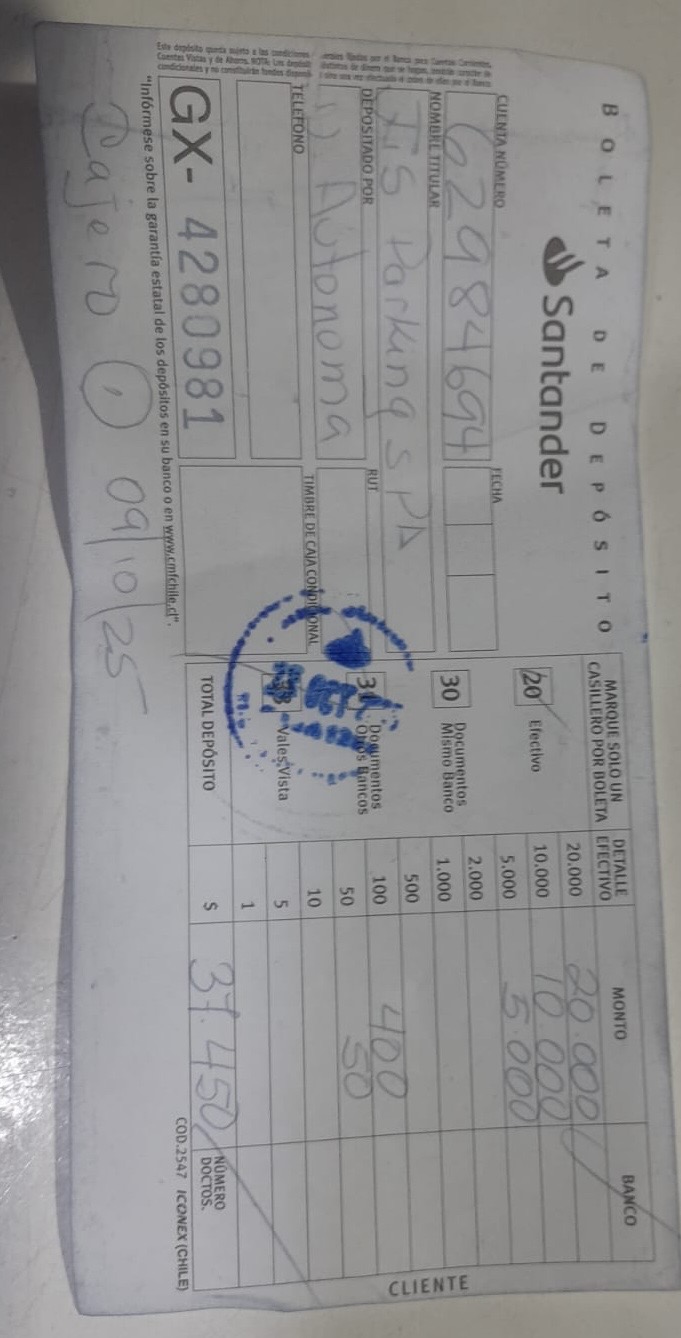 BOLETA DE DEPÓSITO
Santander
CUENTA NÚMERO
62984694
FECHA
NOMBRE TITULAR
TIS Parking SPA
DEPOSITADO POR
U. Autonoma
RUT
TELEFONO
TIMBRE DE CAJA CONDICIONAL
GX- 4280981
"Infórmese sobre la garantía estatal de los depósitos en su banco o en www.cmfchile.cl".
Cajero 1 09/10/25
MARQUE SOLO UN CASILLERO POR BOLETA
20 Efectivo
30 Documentos Mismo Banco
31 Documentos Otros Bancos
Vales Vista
TOTAL DEPÓSITO
DETALLE EFECTIVO MONTO BANCO
20.000 20.000
10.000 10.000
5.000 5.000
2.000
1.000
500
100 400
50 50
10
5
1
$ 37.450
NÚMERO DOCTOS.
COD.2547 ICONEX (CHILE)
CLIENTE